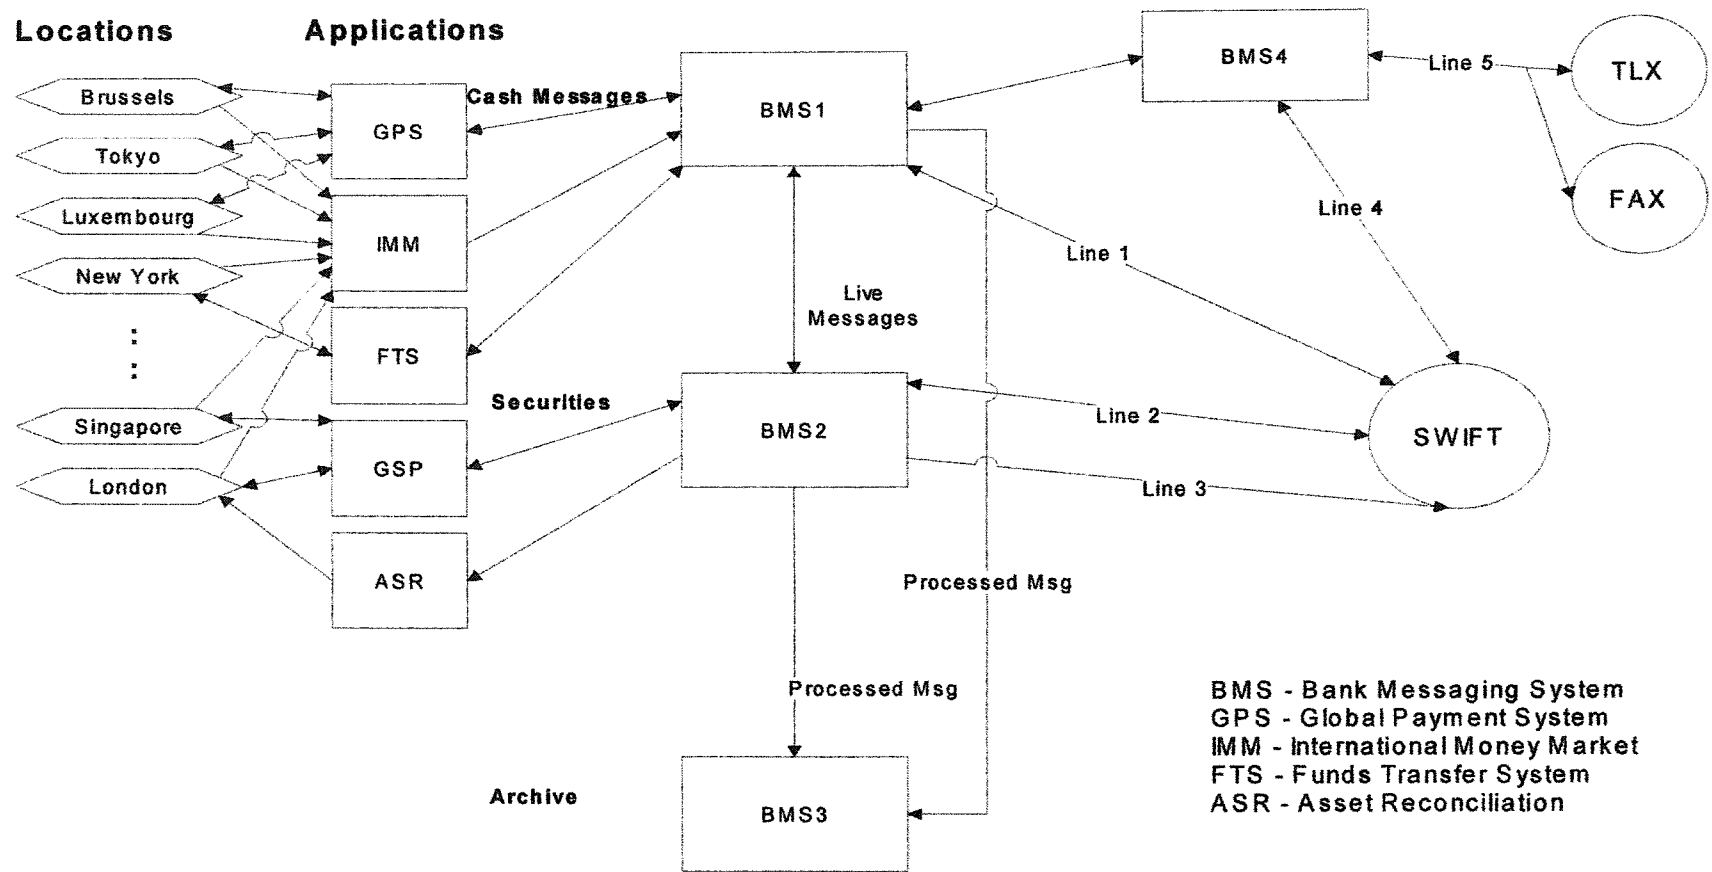 Locations
Applications
Brussels
Tokyo
Luxembourg
New York
:
:
Singapore
London
GPS
IMM
FTS
GSP
ASR
Cash Messages
Securities
Archive
BMS1
Live
Messages
BMS2
Processed Msg
Processed Msg
BMS3
BMS4
Line 5
TLX
FAX
Line 4
Line 1
Line 2
Line 3
SWIFT
BMS - Bank Messaging System
GPS - Global Payment System
IMM - International Money Market
FTS - Funds Transfer System
ASR - Asset Reconciliation